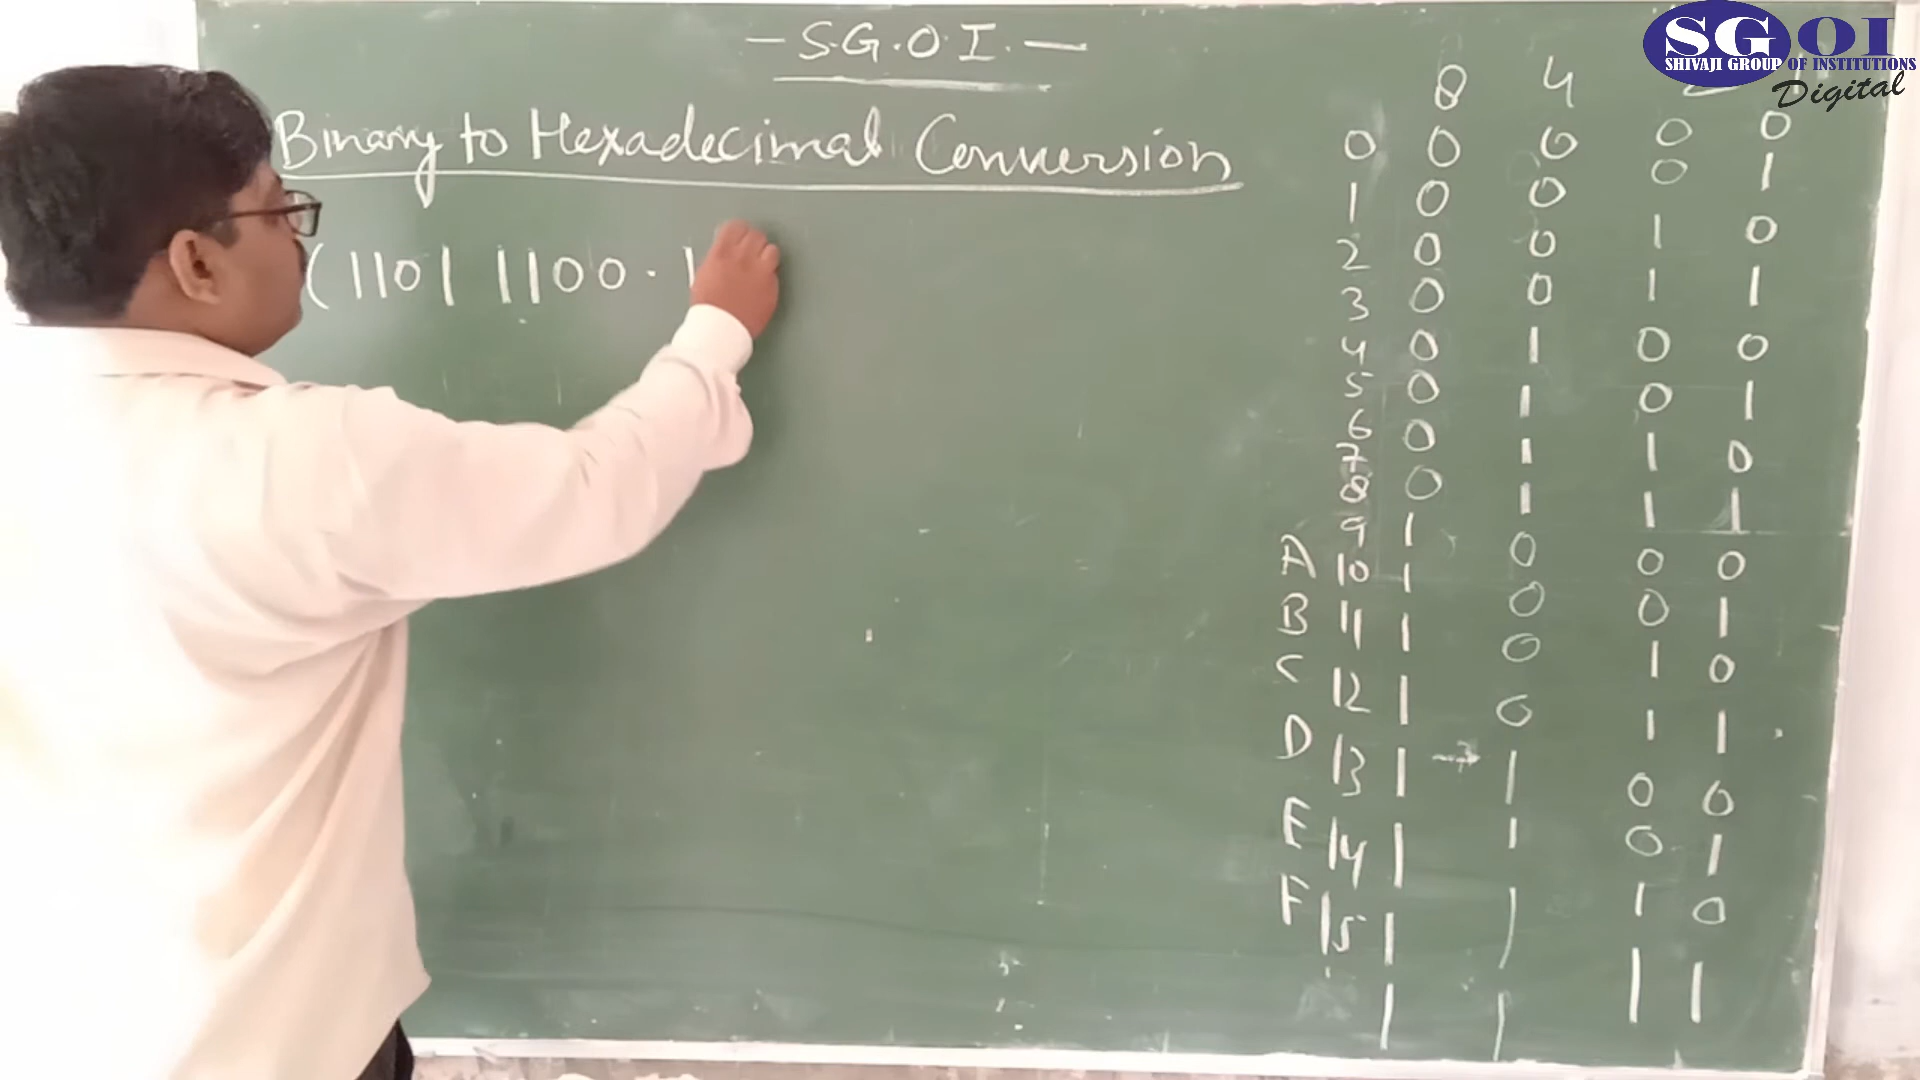 - S.G.O.I. -
Binary to Hexadecimal Conversion
(1101 1100.1
8 4 2
0 0 0 0 0
1 0 0 0 1
2 0 0 1 0
3 0 0 1 1
4 0 1 0 0
5 0 1 0 1
6 0 1 1 0
7 0 1 1 1
8 1 0 0 0
9 1 0 0 1
A 10 1 0 1 0
B 11 1 0 1 1
C 12 1 1 0 0
D 13 1 1 0 1
E 14 1 1 1 0
F 15 1 1 1 1
SGOI
SHIVAJI GROUP OF INSTITUTIONS
Digital